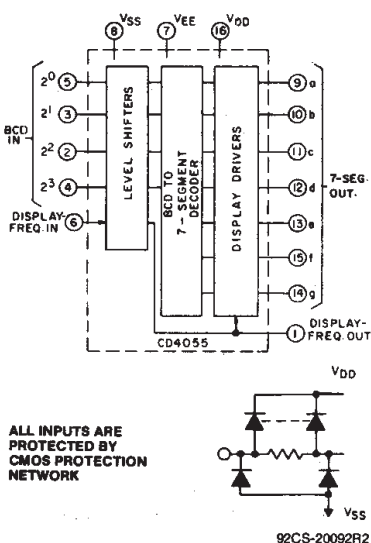 VSS VEE VDD
8 7 16
2⁰ 5
2¹ 3
BCD IN
2² 2
2³ 4
DISPLAY-
FREQ. IN 6
LEVEL SHIFTERS
BCD TO
7-SEGMENT
DECODER
DISPLAY DRIVERS
9 a
10 b
11 c
12 d
13 e
15 f
14 g
7-SEG.
OUT.
1 DISPLAY-
FREQ. OUT
CD4055
VDD
ALL INPUTS ARE
PROTECTED BY
CMOS PROTECTION
NETWORK
VSS
92CS-20092R2